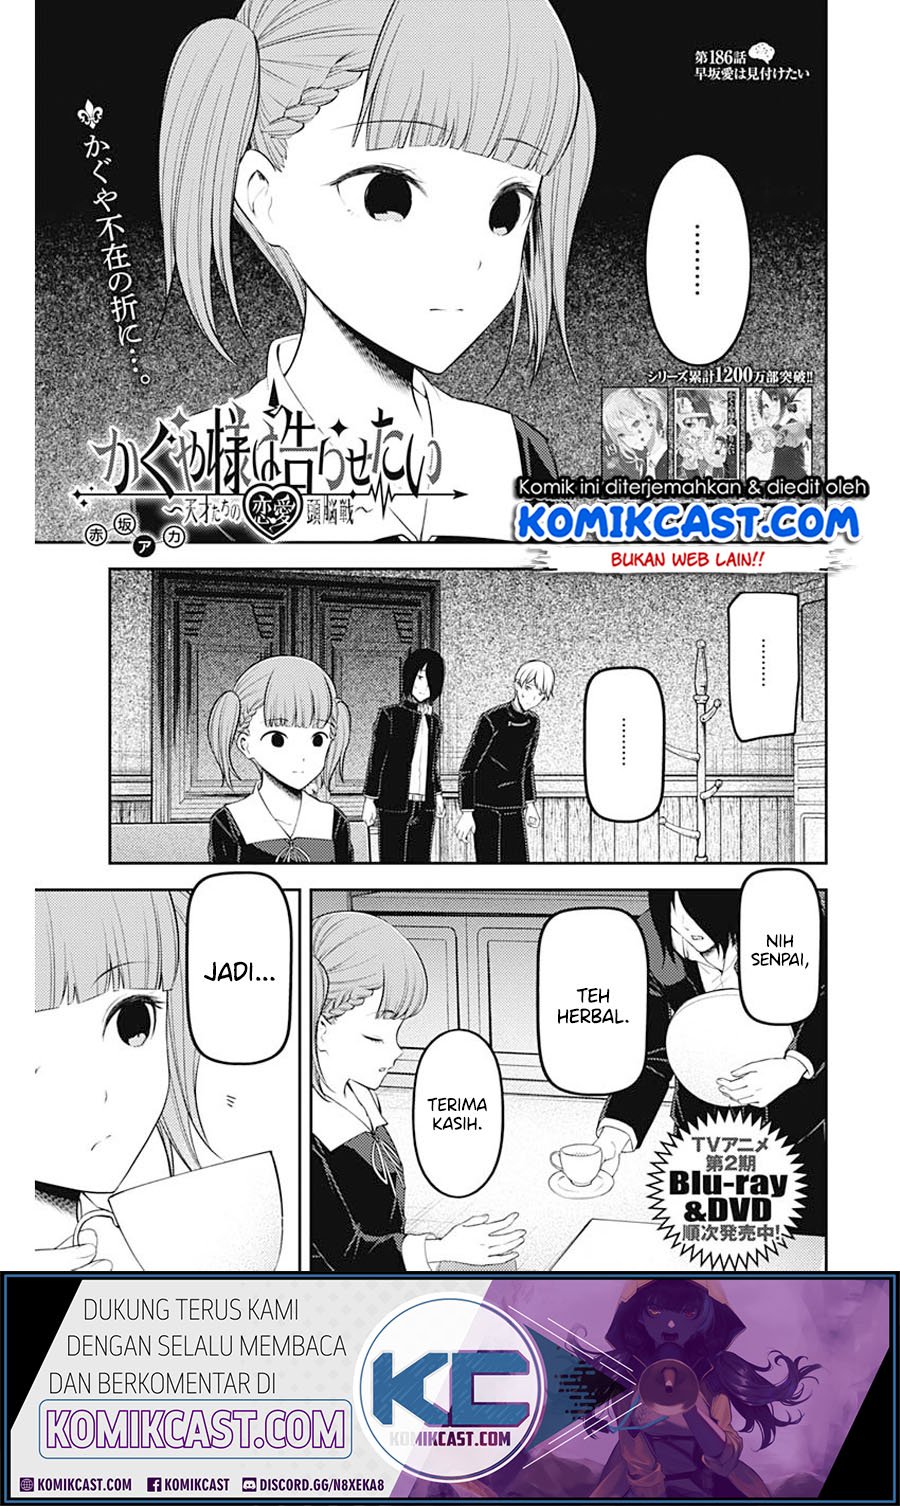 第186話
早坂愛は見付けたい
………
かぐや不在の折に…。
シリーズ累計1200万部突破!!
かぐや様は告らせたい
～天才たちの恋愛頭脳戦～
赤坂アカ
Komik ini diterjemahkan & diedit oleh
KOMIKCAST.COM
BUKAN WEB LAIN!!
………
………
NIH
SENPAI,
TEH
HERBAL.
TERIMA
KASIH.
JADI...
TVアニメ
第2期
Blu-ray
&DVD
順次発売中!
DUKUNG TERUS KAMI
DENGAN SELALU MEMBACA
DAN BERKOMENTAR DI
KOMIKCAST.COM
KC
KOMIKCAST.COM
KOMIKCAST.COM
KOMIKCAST
DISCORD.GG/N8XEKA8